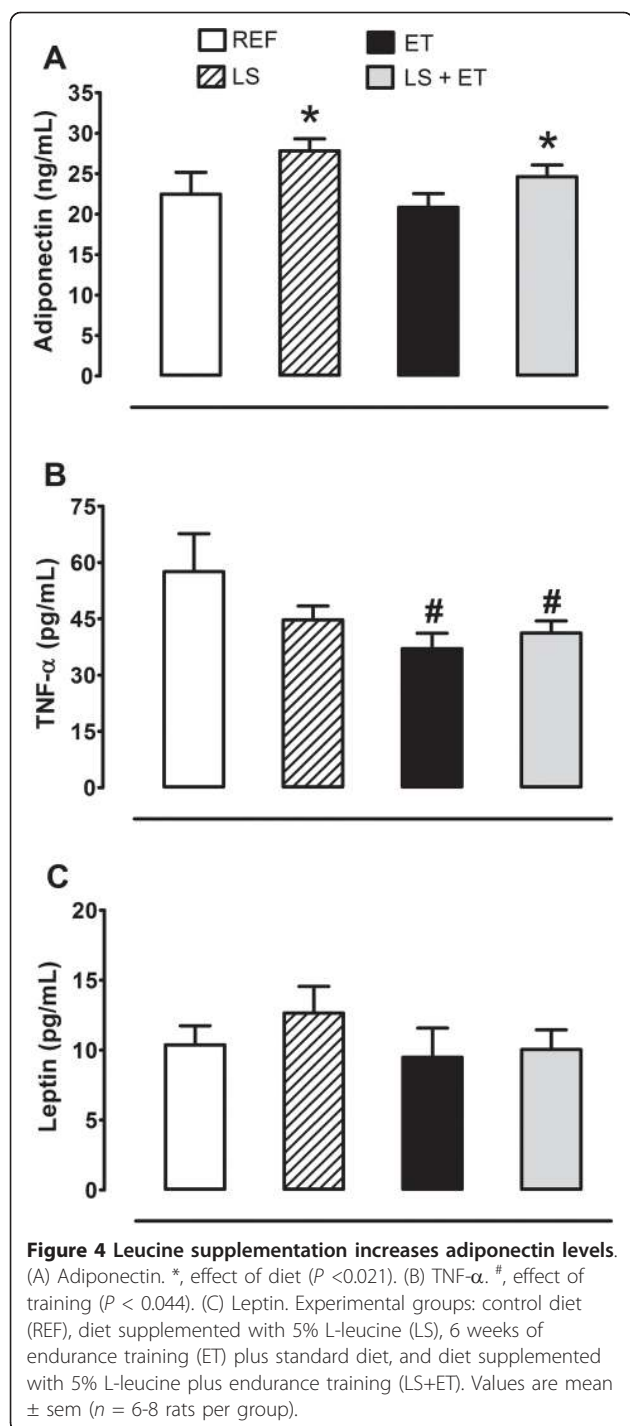 REF
ET
LS
LS + ET
A
Adiponectin (ng/mL)
35
30
25
20
15
10
5
0
*
*
B
TNF-α (pg/mL)
75
60
45
30
15
0
#
#
C
Leptin (pg/mL)
20
15
10
5
0
Figure 4 Leucine supplementation increases adiponectin levels.
(A) Adiponectin. *, effect of diet (P <0.021). (B) TNF-α. #, effect of
training (P < 0.044). (C) Leptin. Experimental groups: control diet
(REF), diet supplemented with 5% L-leucine (LS), 6 weeks of
endurance training (ET) plus standard diet, and diet supplemented
with 5% L-leucine plus endurance training (LS+ET). Values are mean
± sem (n = 6-8 rats per group).